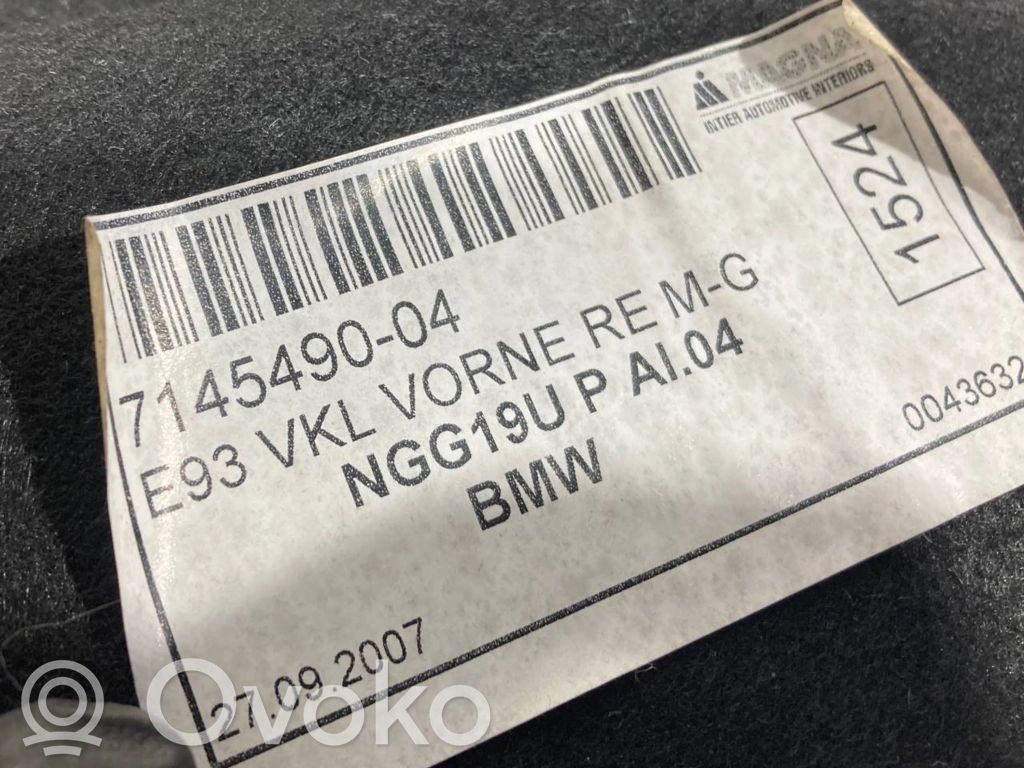 MAGNA
INTIER AUTOMOTIVE INTERIORS
1524
7145490-04
E93 VKL VORNE RE M-G
NGG19U P AI.04
BMW
0043632
27.09.2007
Ovoko